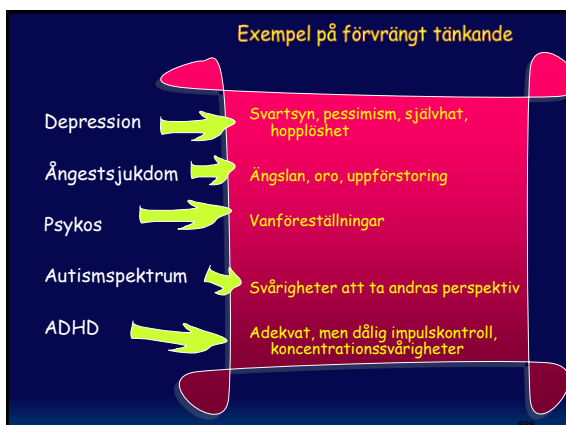 Exempel på förvrängt tänkande
Depression
Svartsyn, pessimism, självhat,
hopplöshet
Ångestsjukdom
Ängslan, oro, uppförstoring
Psykos
Vanföreställningar
Autismspektrum
Svårigheter att ta andras perspektiv
ADHD
Adekvat, men dålig impulskontroll,
koncentrationssvårigheter